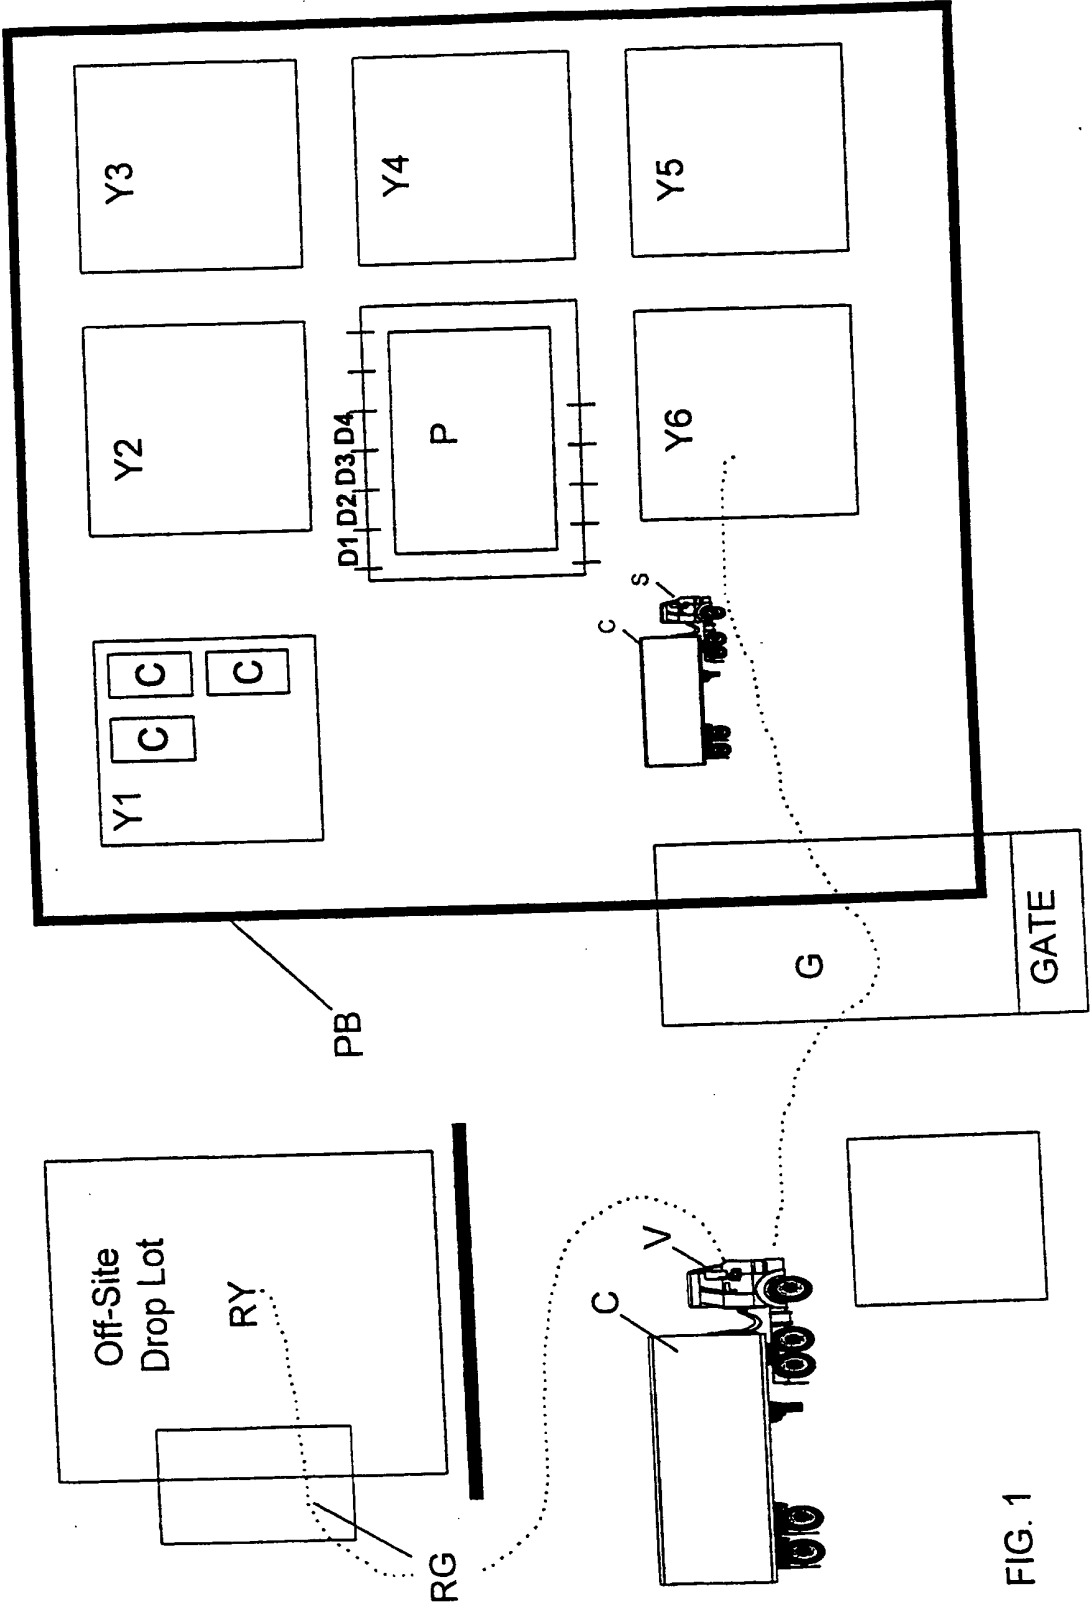 Off-Site
Drop Lot
RY
RG
PB
Y1
C
C
C
Y2
Y3
D1 D2 D3 D4
P
Y4
C
V
C
S
Y6
Y5
G
GATE
FIG. 1